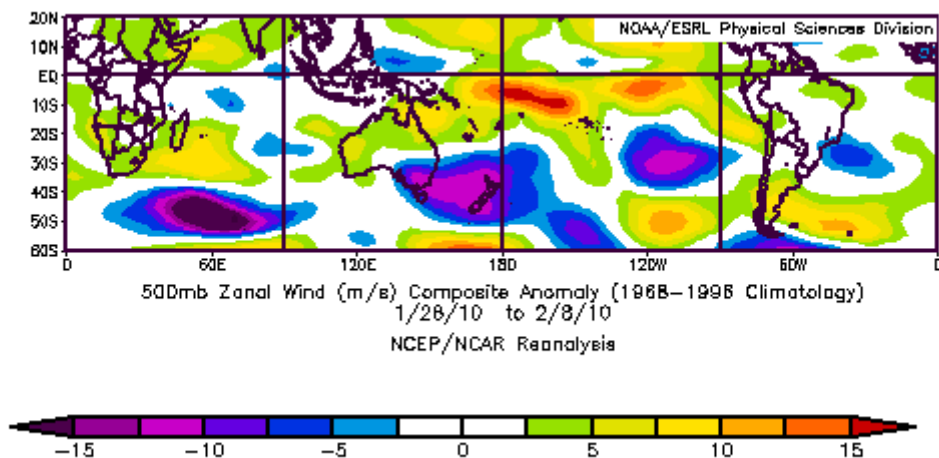 20N
NOAA/ESRL Physical Sciences Division
10N
EQ
10S
20S
30S
40S
50S
60S
0 60E 120E 180 120W 60W 0
500mb Zonal Wind (m/s) Composite Anomaly (1968-1996 Climatology)
1/28/10 to 2/8/10
NCEP/NCAR Reanalysis
-15 -10 -5 0 5 10 15